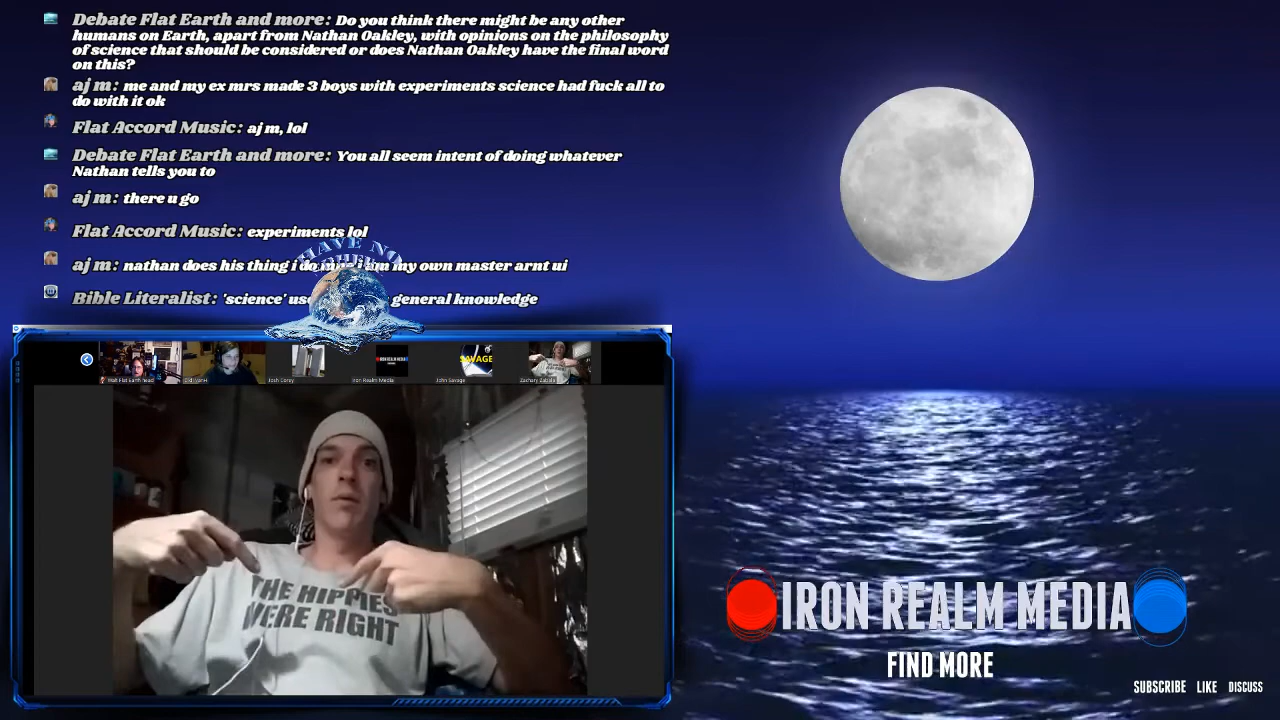 Debate Flat Earth and more: Do you think there might be any other
humans on Earth, apart from Nathan Oakley, with opinions on the philosophy
of science that should be considered or does Nathan Oakley have the final word
on this?
aj m: me and my ex mrs made 3 boys with experiments science had fuck all to
do with it ok
Flat Accord Music: aj m, lol
Debate Flat Earth and more: You all seem intent of doing whatever
Nathan tells you to
aj m: there u go
Flat Accord Music: experiments lol
HAVE NO
aj m: nathan does his thing i do my own master arnt ui
Bible Literalist: 'science' general knowledge
SAVAGE
IRON REALM MEDIA
Josh Corey
Iron Realm Media
John Savage
Zachary
THE HIPPIES
WERE RIGHT
IRON REALM MEDIA
FIND MORE
SUBSCRIBE LIKE DISCUSS